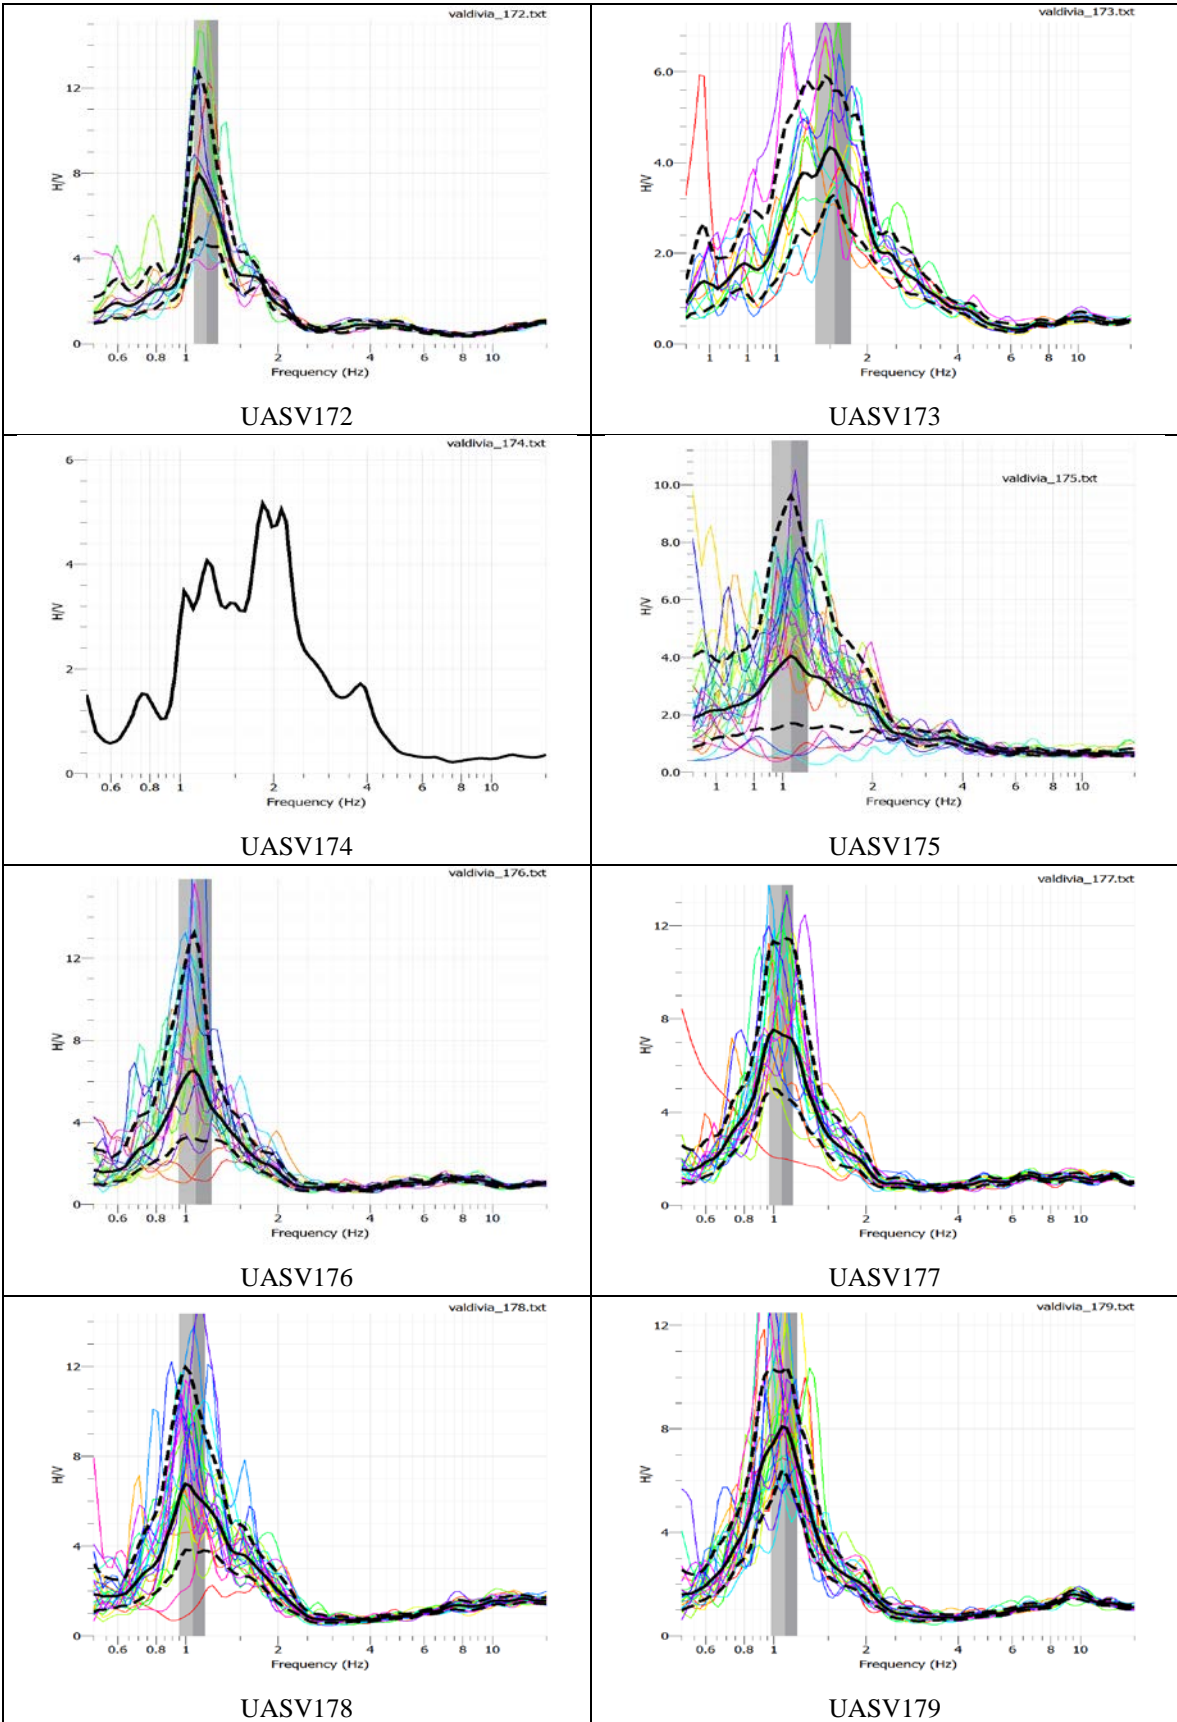 valdivia_172.txt
12
8
4
0
H/V
0.6 0.8 1 2 4 6 8 10
Frequency (Hz)
UASV172
valdivia_173.txt
6.0
4.0
2.0
0.0
H/V
1 1 1 2 4 6 8 10
Frequency (Hz)
UASV173
valdivia_174.txt
6
4
2
0
H/V
0.6 0.8 1 2 4 6 8 10
Frequency (Hz)
UASV174
valdivia_175.txt
10.0
8.0
6.0
4.0
2.0
0.0
H/V
1 1 1 2 4 6 8 10
Frequency (Hz)
UASV175
valdivia_176.txt
12
8
4
0
H/V
0.6 0.8 1 2 4 6 8 10
Frequency (Hz)
UASV176
valdivia_177.txt
12
8
4
0
H/V
0.6 0.8 1 2 4 6 8 10
Frequency (Hz)
UASV177
valdivia_178.txt
12
8
4
0
H/V
0.6 0.8 1 2 4 6 8 10
Frequency (Hz)
UASV178
valdivia_179.txt
12
8
4
0
H/V
0.6 0.8 1 2 4 6 8 10
Frequency (Hz)
UASV179